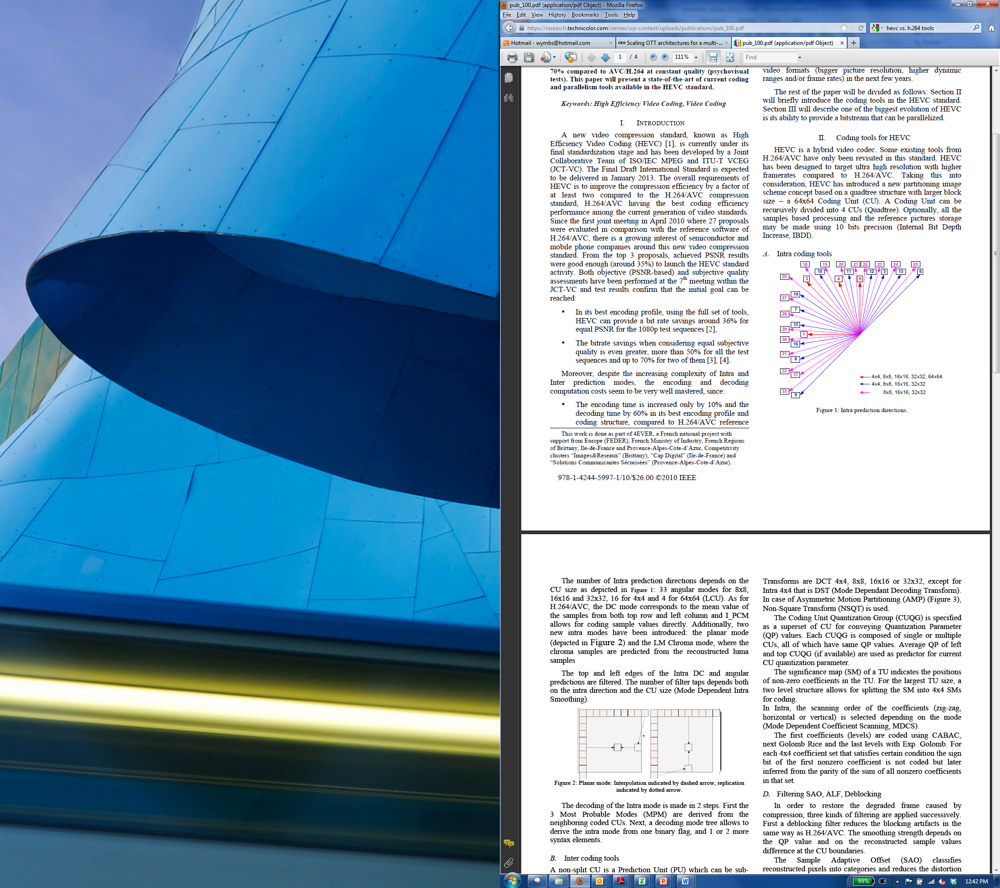 pub_100.pdf (application/pdf Object) - Mozilla Firefox
File Edit View History Bookmarks Tools Help
https://research.technicolor.com/rennes/wp-content/uploads/publications/pub_100.pdf
hevc vs. h.264 tools
Hotmail - wymbs@hotmail.com
CED Scaling OTT architectures for a multi-...
pub_100.pdf (application/pdf Object)
1 / 4
111%
Find
70% compared to AVC/H.264 at constant quality (psychovisual
tests). This paper will present a state-of-the-art of current coding
and parallelism tools available in the HEVC standard.
Keywords: High Efficiency Video Coding, Video Coding
I. INTRODUCTION
A new video compression standard, known as High
Efficiency Video Coding (HEVC) [1], is currently under its
final standardization stage and has been developed by a Joint
Collaborative Team of ISO/IEC MPEG and ITU-T VCEG
(JCT-VC). The Final Draft International Standard is expected
to be delivered in January 2013. The overall requirements of
HEVC is to improve the compression efficiency by a factor of
at least two compared to the H.264/AVC compression
standard, H.264/AVC having the best coding efficiency
performance among the current generation of video standards.
Since the first joint meeting in April 2010 where 27 proposals
were evaluated in comparison with the reference software of
H.264/AVC, there is a growing interest of semiconductor and
mobile phone companies around this new video compression
standard. From the top 3 proposals, achieved PSNR results
were good enough (around 35%) to launch the HEVC standard
activity. Both objective (PSNR-based) and subjective quality
assessments have been performed at the 7th meeting within the
JCT-VC and test results confirm that the initial goal can be
reached:
• In its best encoding profile, using the full set of tools,
HEVC can provide a bit rate savings around 36% for
equal PSNR for the 1080p test sequences [2],
• The bitrate savings when considering equal subjective
quality is even greater, more than 50% for all the test
sequences and up to 70% for two of them [3], [4].
Moreover, despite the increasing complexity of Intra and
Inter prediction modes, the encoding and decoding
computation costs seem to be very well mastered, since:
• The encoding time is increased only by 10% and the
decoding time by 60% in its best encoding profile and
coding structure, compared to H.264/AVC reference
This work is done as part of 4EVER, a French national project with
support from Europe (FEDER), French Ministry of Industry, French Regions
of Brittany, Ile-de-France and Provence-Alpes-Cote-d'Azur, Competitivity
clusters “Images&Reseaux” (Brittany), “Cap Digital” (Ile-de-France) and
“Solutions Communicantes Sécurisées” (Provence-Alpes-Cote-d'Azur).
978-1-4244-5997-1/10/$26.00 ©2010 IEEE
video formats (bigger picture resolution, higher dynamic
ranges and/or frame rates) in the next few years.
The rest of the paper will be divided as follows: Section II
will briefly introduce the coding tools in the HEVC standard.
Section III will describe one of the biggest evolution of HEVC
is its ability to provide a bitstream that can be parallelized.
II. Coding tools for HEVC
HEVC is a hybrid video codec. Some existing tools from
H.264/AVC have only been revisited in this standard. HEVC
has been designed to target ultra high resolution with higher
framerates compared to H.264/AVC. Taking this into
consideration, HEVC has introduced a new partitioning image
scheme concept based on a quadtree structure with larger block
size – a 64x64 Coding Unit (CU). A Coding Unit can be
recursively divided into 4 CUs (Quadtree). Optionally, all the
samples based processing and the reference pictures storage
may be made using 10 bits precision (Internal Bit Depth
Increase, IBDI).
A. Intra coding tools
18 19 20 21 22 23 24 25
10 11 12 5 13 6
26 3 4 0
27 14
28 7
29 15
1
30 16
31 8
32 17
33 9
4x4, 8x8, 16x16, 32x32, 64x64
4x4, 8x8, 16x16, 32x32
8x8, 16x16, 32x32
Figure 1: Intra prediction directions.
The number of Intra prediction directions depends on the
CU size as depicted in Figure 1: 33 angular modes for 8x8,
16x16 and 32x32, 16 for 4x4 and 4 for 64x64 (LCU). As for
H.264/AVC, the DC mode corresponds to the mean value of
the samples from both top row and left column and I_PCM
allows for coding sample values directly. Additionally, two
new intra modes have been introduced: the planar mode
(depicted in Figure 2) and the LM Chroma mode, where the
chroma samples are predicted from the reconstructed luma
samples
The top and left edges of the Intra DC and angular
predictions are filtered. The number of filter taps depends both
on the intra direction and the CU size (Mode Dependent Intra
Smoothing).
+
Figure 2: Planar mode: Interpolation indicated by dashed arrow, replication
indicated by dotted arrow.
The decoding of the Intra mode is made in 2 steps. First the
3 Most Probable Modes (MPM) are derived from the
neighboring coded CUs. Next, a decoding mode tree allows to
derive the intra mode from one binary flag, and 1 or 2 more
syntax elements.
B. Inter coding tools
A non-split CU is a Prediction Unit (PU) which can be sub-
Transforms are DCT 4x4, 8x8, 16x16 or 32x32, except for
Intra 4x4 that is DST (Mode Dependant Decoding Transform).
In case of Asymmetric Motion Partitioning (AMP) (Figure 3),
Non-Square Transform (NSQT) is used.
The Coding Unit Quantization Group (CUQG) is specified
as a superset of CU for conveying Quantization Parameter
(QP) values. Each CUQG is composed of single or multiple
CUs, all of which have same QP values. Average QP of left
and top CUQG (if available) are used as predictor for current
CU quantization parameter.
The significance map (SM) of a TU indicates the positions
of non-zero coefficients in the TU. For the largest TU size, a
two level structure allows for splitting the SM into 4x4 SMs
for coding.
In Intra, the scanning order of the coefficients (zig-zag,
horizontal or vertical) is selected depending on the mode
(Mode Dependent Coefficient Scanning, MDCS).
The first coefficients (levels) are coded using CABAC,
next Golomb Rice and the last levels with Exp. Golomb. For
each 4x4 coefficient set that satisfies certain condition the sign
bit of the first nonzero coefficient is not coded but later
inferred from the parity of the sum of all nonzero coefficients
in that set.
D. Filtering SAO, ALF, Deblocking
In order to restore the degraded frame caused by
compression, three kinds of filtering are applied successively.
First a deblocking filter reduces the blocking artifacts in the
same way as H.264/AVC. The smoothing strength depends on
the QP value and on the reconstructed sample values
difference at the CU boundaries.
The Sample Adaptive Offset (SAO) classifies
reconstructed pixels into categories and reduces the distortion
99%
12:42 PM